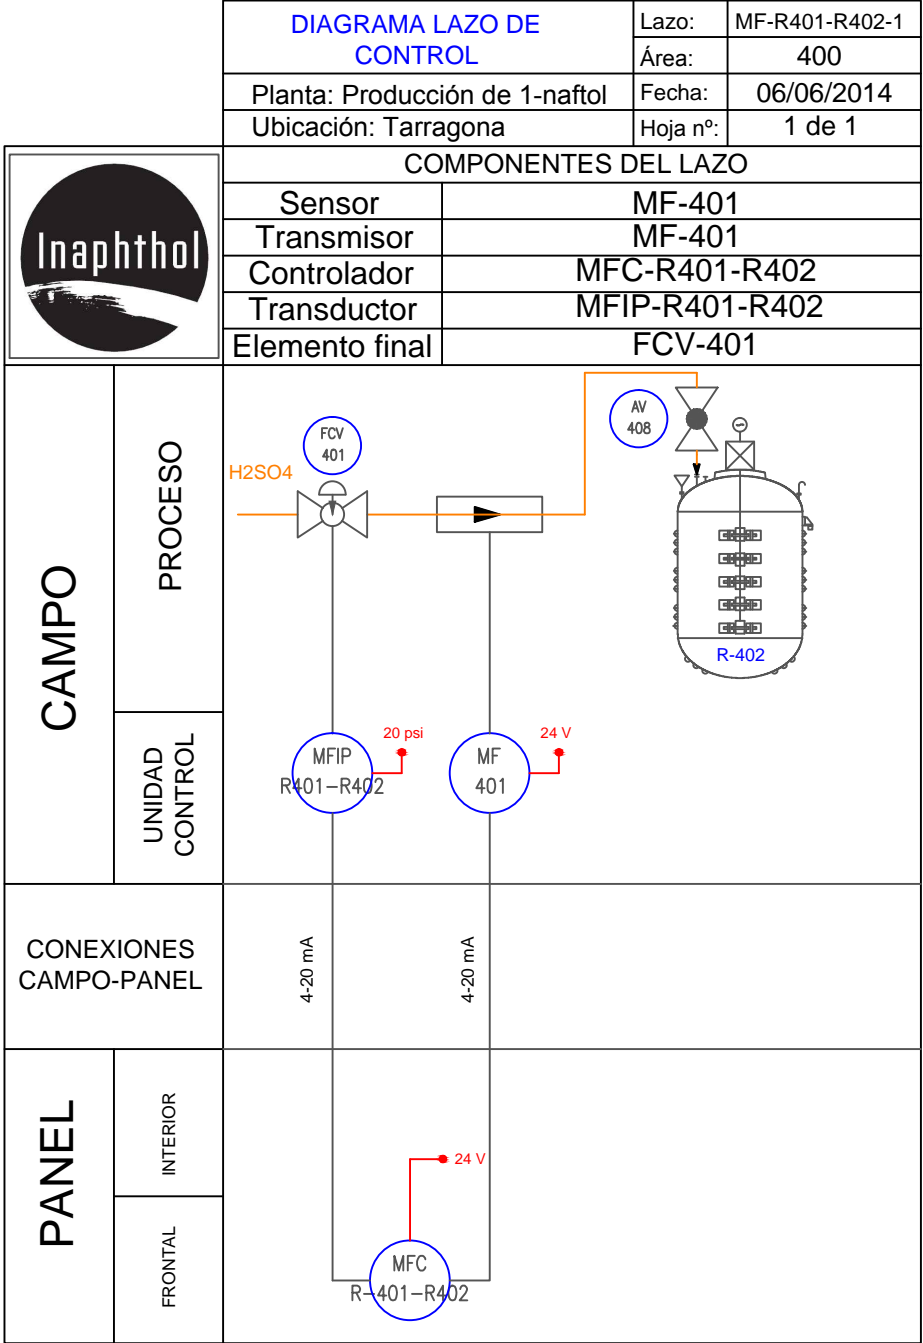 DIAGRAMA LAZO DE
CONTROL
Lazo: MF-R401-R402-1
Área: 400
Planta: Producción de 1-naftol
Fecha: 06/06/2014
Ubicación: Tarragona
Hoja nº: 1 de 1
Inaphthol
COMPONENTES DEL LAZO
Sensor MF-401
Transmisor MF-401
Controlador MFC-R401-R402
Transductor MFIP-R401-R402
Elemento final FCV-401
CAMPO
PROCESO
FCV
401
AV
408
H2SO4
R-402
UNIDAD
CONTROL
MFIP
R401-R402
20 psi
MF
401
24 V
CONEXIONES
CAMPO-PANEL
4-20 mA
4-20 mA
PANEL
INTERIOR
24 V
FRONTAL
MFC
R-401-R402